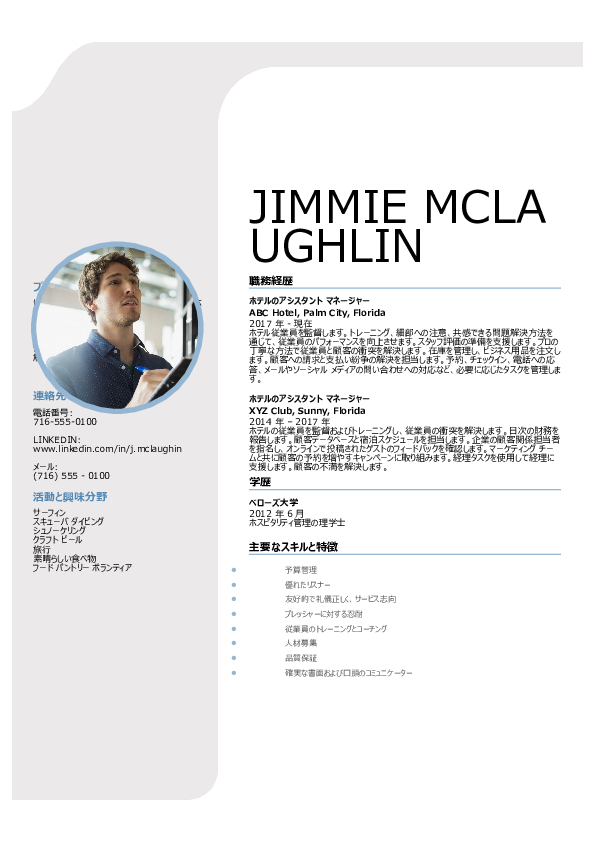 JIMMIE MCLA
UGHLIN
職務経歴
ホテルのアシスタント マネージャー
ABC Hotel, Palm City, Florida
2017 年 - 現在
ホテル従業員を監督します。トレーニング、細部への注意、共感できる問題解決方法を
通じて、従業員のパフォーマンスを向上させます。スタッフ評価の準備を支援します。プロの
丁寧な方法で従業員と顧客の衝突を解決します。在庫を管理し、ビジネス用品を注文し
ます。顧客への請求と支払い紛争の解決を担当します。予約、チェックイン、電話への応
答、メールやソーシャル メディアの問い合わせへの対応など、必要に応じたタスクを管理しま
す。
ホテルのアシスタント マネージャー
XYZ Club, Sunny, Florida
2014 年 – 2017 年
ホテルの従業員を監督およびトレーニングし、従業員の衝突を解決します。日次の財務を
報告します。顧客データベースと宿泊スケジュールを担当します。企業の顧客関係担当者
を指名し、オンラインで投稿されたゲストのフィードバックを確認します。マーケティング チー
ムと共に顧客の予約を増やすキャンペーンに取り組みます。経理タスクを使用して経理に
支援します。顧客の不満を解決します。
学歴
ベローズ大学
2012 年 6 月
ホスピタリティ管理の理学士
主要なスキルと特徴
予算管理
優れたリスナー
友好的で礼儀正しく、サービス志向
プレッシャーに対する忍耐
従業員のトレーニングとコーチング
人材募集
品質保証
確実な書面および口頭のコミュニケーター
連絡先
電話番号:
716-555-0100
LINKEDIN:
www.linkedin.com/in/j.mclaughin
メール:
(716) 555 - 0100
活動と興味分野
サーフィン
スキューバ ダイビング
シュノーケリング
クラフト ビール
旅行
素晴らしい食べ物
フード パントリー ボランティア